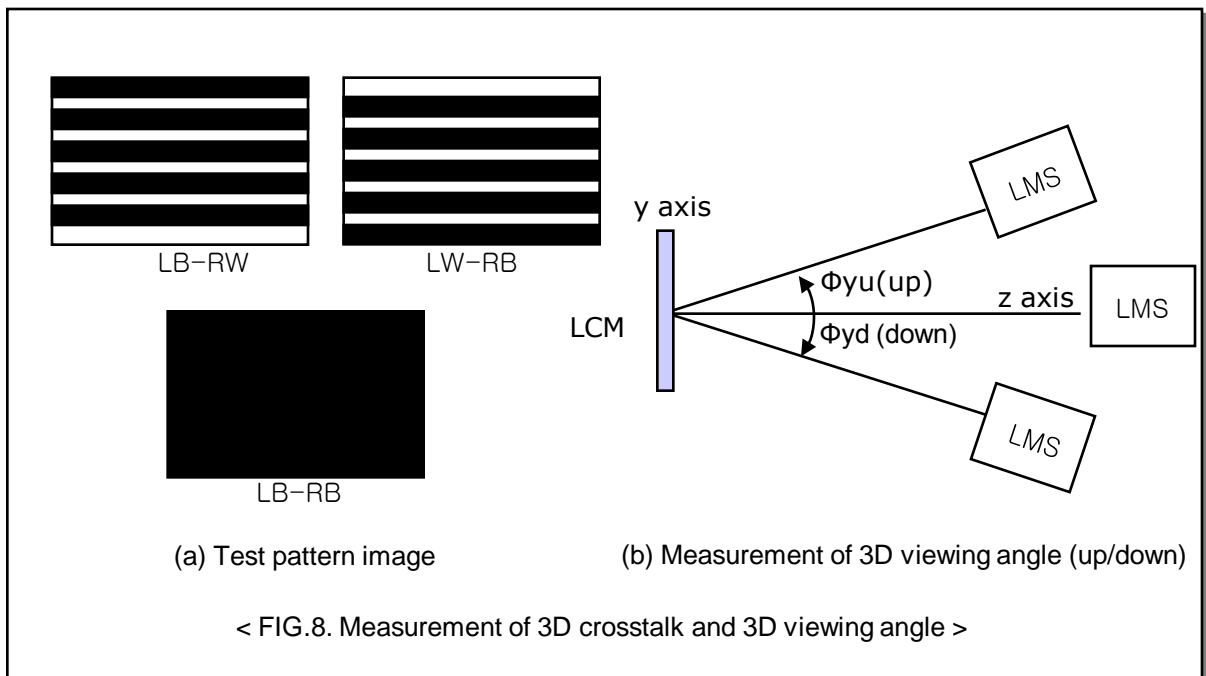 LB-RW
LW-RB
LB-RB
(a) Test pattern image
y axis
LCM
Φyu(up)
z axis
Φyd (down)
LMS
LMS
LMS
(b) Measurement of 3D viewing angle (up/down)
< FIG.8. Measurement of 3D crosstalk and 3D viewing angle >